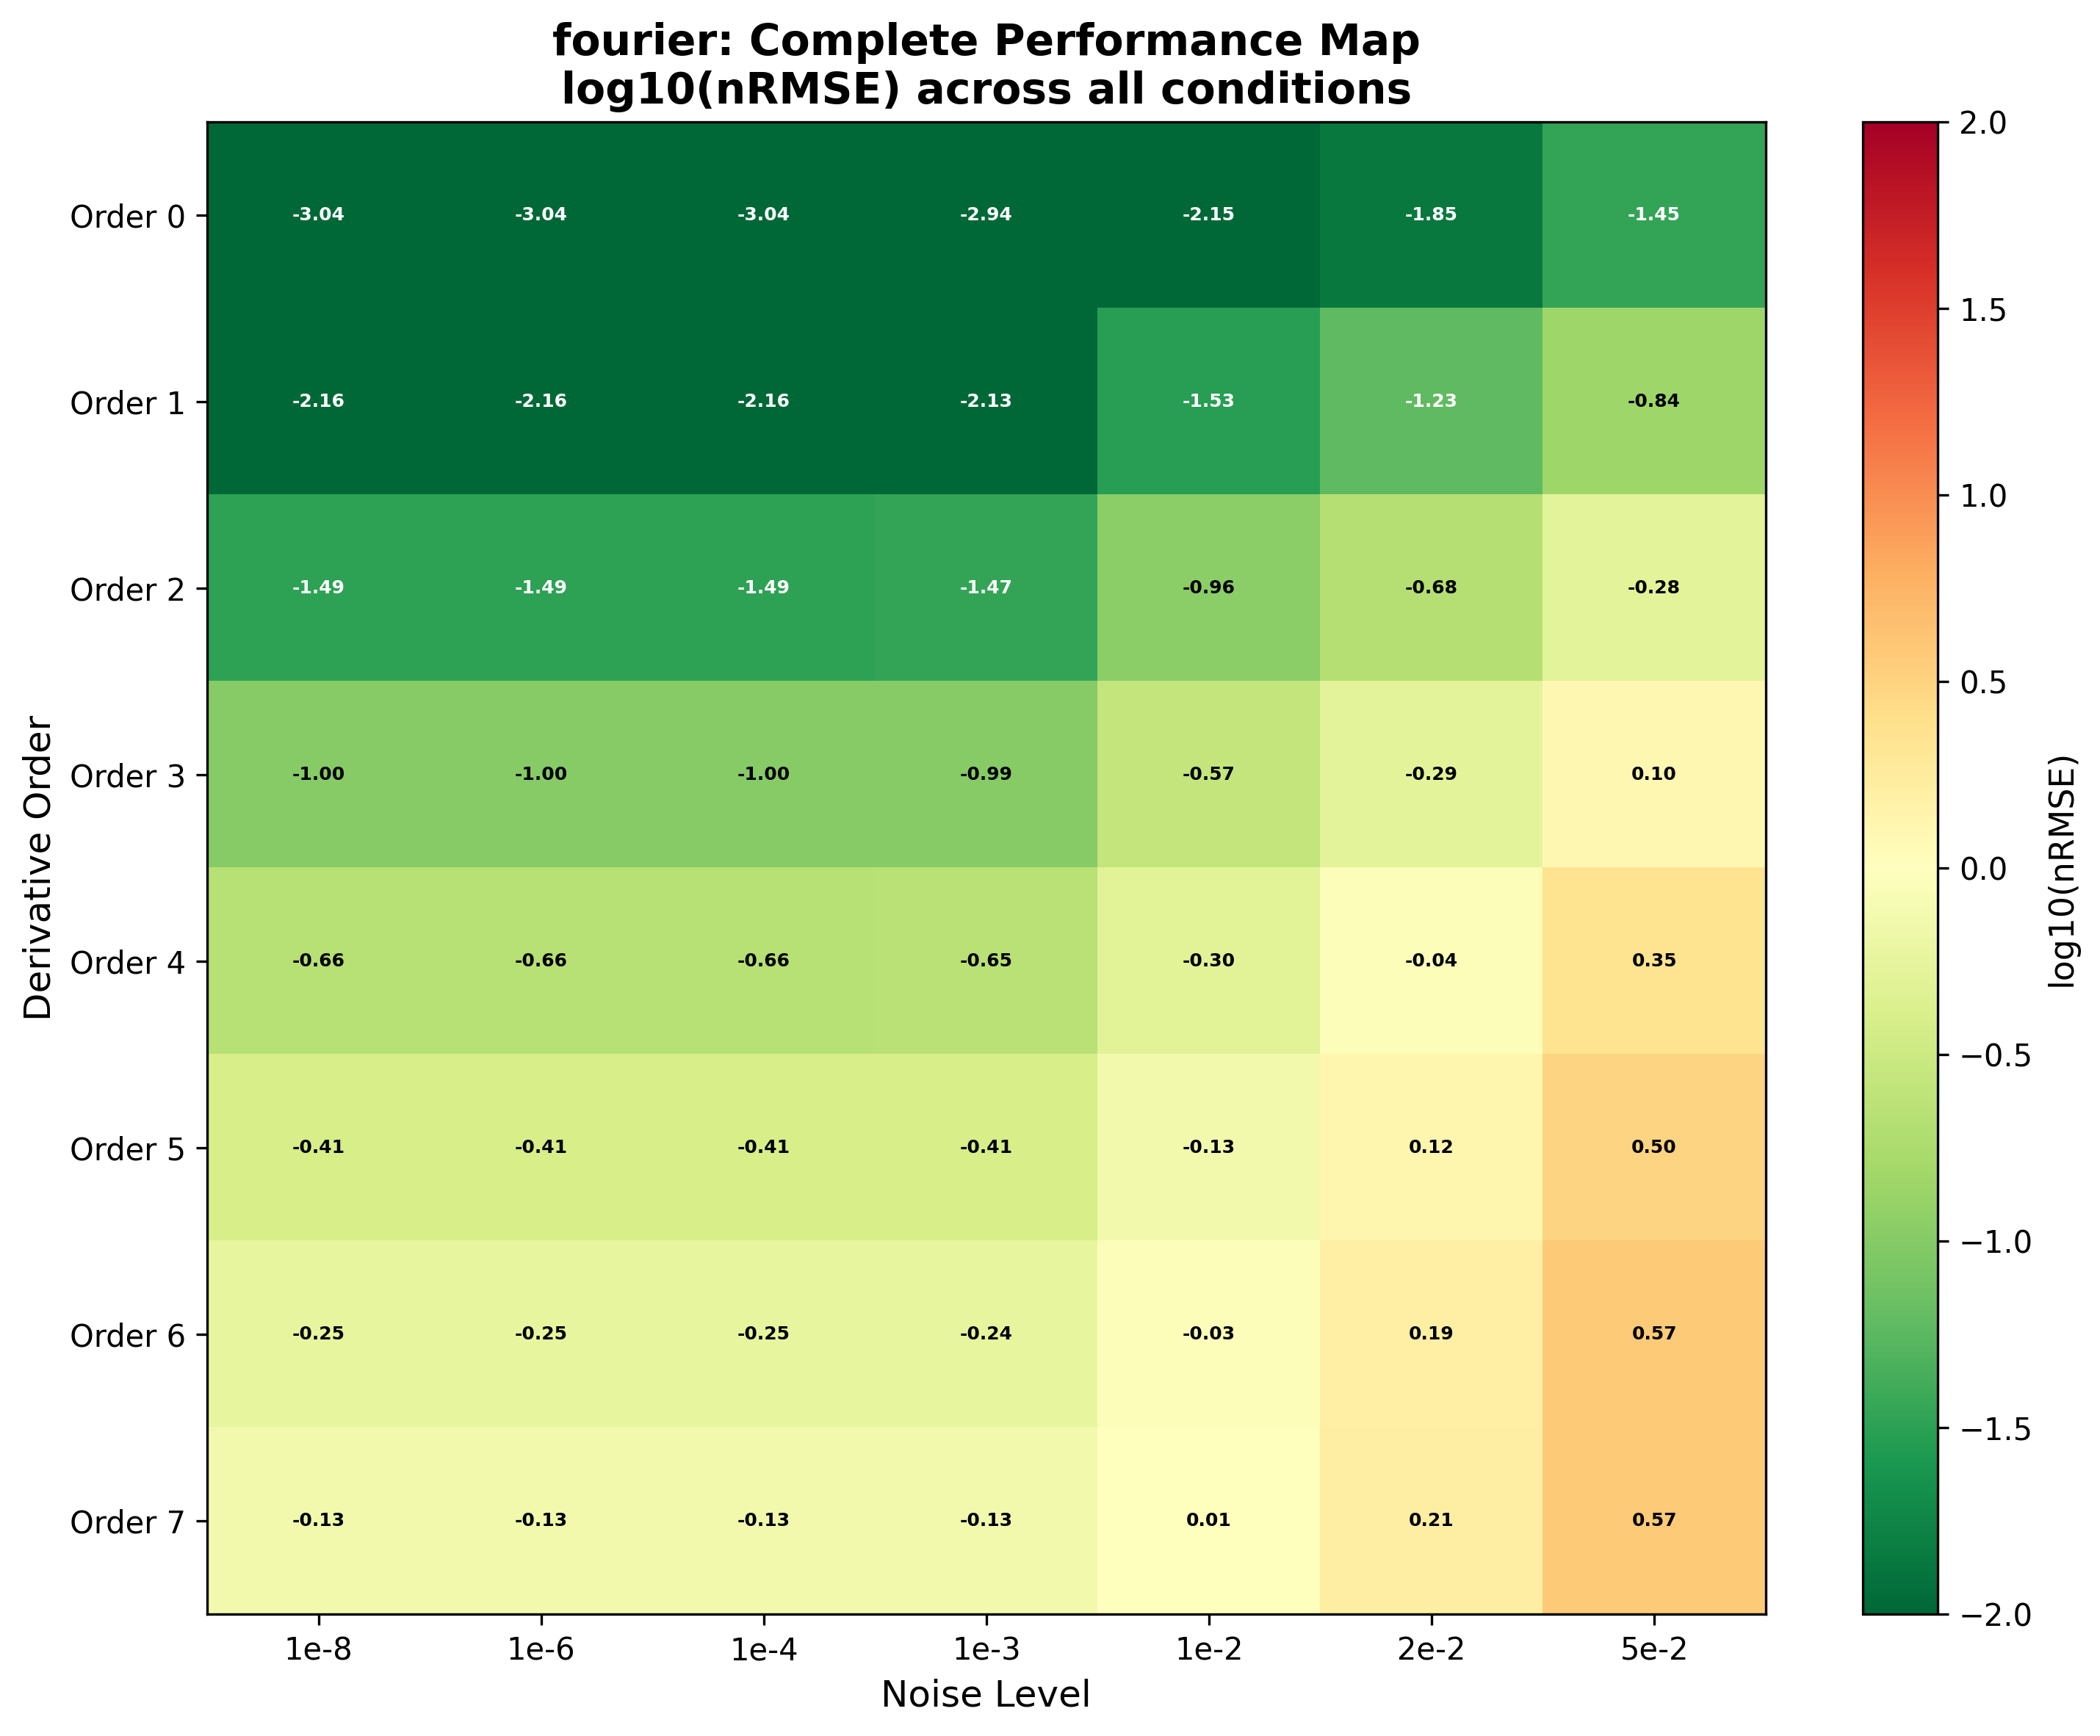 fourier: Complete Performance Map
log10(nRMSE) across all conditions
Order 0 -3.04 -3.04 -3.04 -2.94 -2.15 -1.85 -1.45
Order 1 -2.16 -2.16 -2.16 -2.13 -1.53 -1.23 -0.84
Order 2 -1.49 -1.49 -1.49 -1.47 -0.96 -0.68 -0.28
Order 3 -1.00 -1.00 -1.00 -0.99 -0.57 -0.29 0.10
Order 4 -0.66 -0.66 -0.66 -0.65 -0.30 -0.04 0.35
Order 5 -0.41 -0.41 -0.41 -0.41 -0.13 0.12 0.50
Order 6 -0.25 -0.25 -0.25 -0.24 -0.03 0.19 0.57
Order 7 -0.13 -0.13 -0.13 -0.13 0.01 0.21 0.57
1e-8 1e-6 1e-4 1e-3 1e-2 2e-2 5e-2
Noise Level
Derivative Order
2.0
1.5
1.0
0.5
0.0
−0.5
−1.0
−1.5
−2.0
log10(nRMSE)